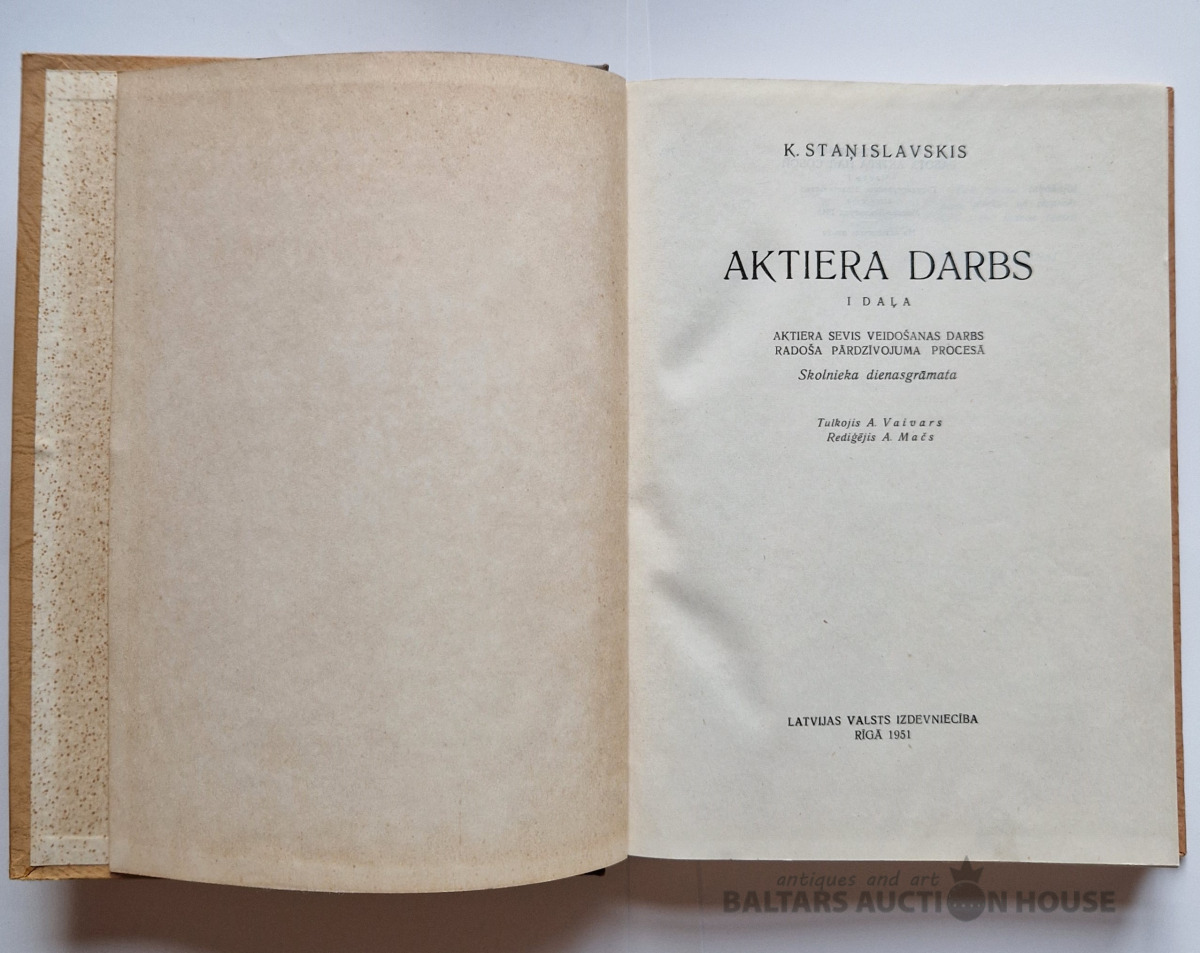 K. STAŅISLAVSKIS
AKTIERA DARBS
I DAĻA
AKTIERA SEVIS VEIDOŠANAS DARBS
RADOŠA PĀRDZĪVOJUMA PROCESĀ
Skolnieka dienasgrāmata
Tulkojis A. Vaivars
Rediģējis A. Mačs
LATVIJAS VALSTS IZDEVNIECĪBA
RĪGĀ 1951
antiques and art
BALTARS AUCTION HOUSE